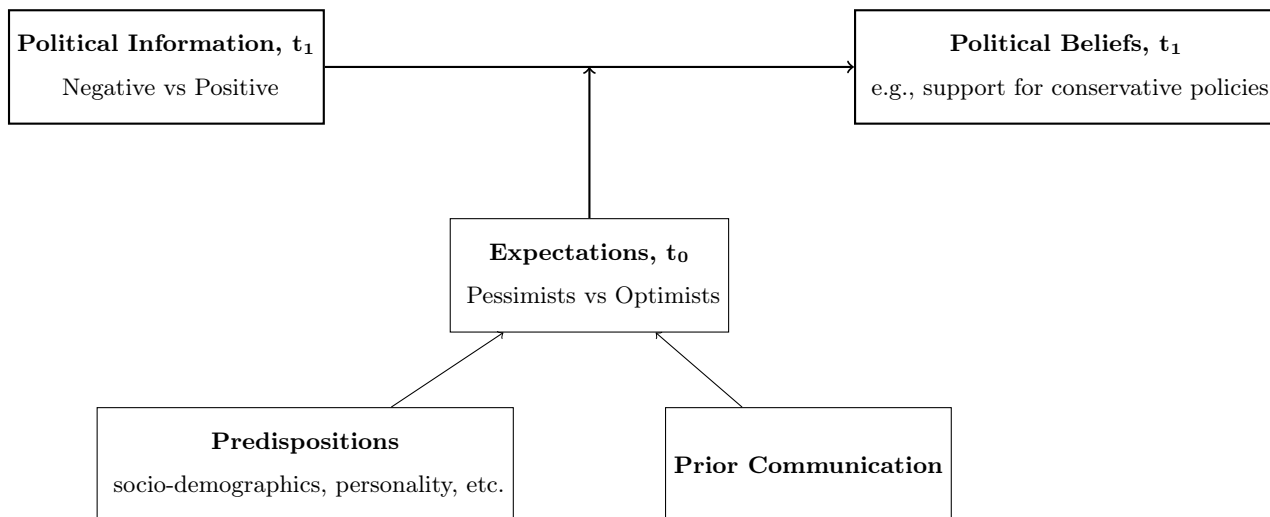 Political Information, t₁
Negative vs Positive
Political Beliefs, t₁
e.g., support for conservative policies
Expectations, t₀
Pessimists vs Optimists
Predispositions
socio-demographics, personality, etc.
Prior Communication